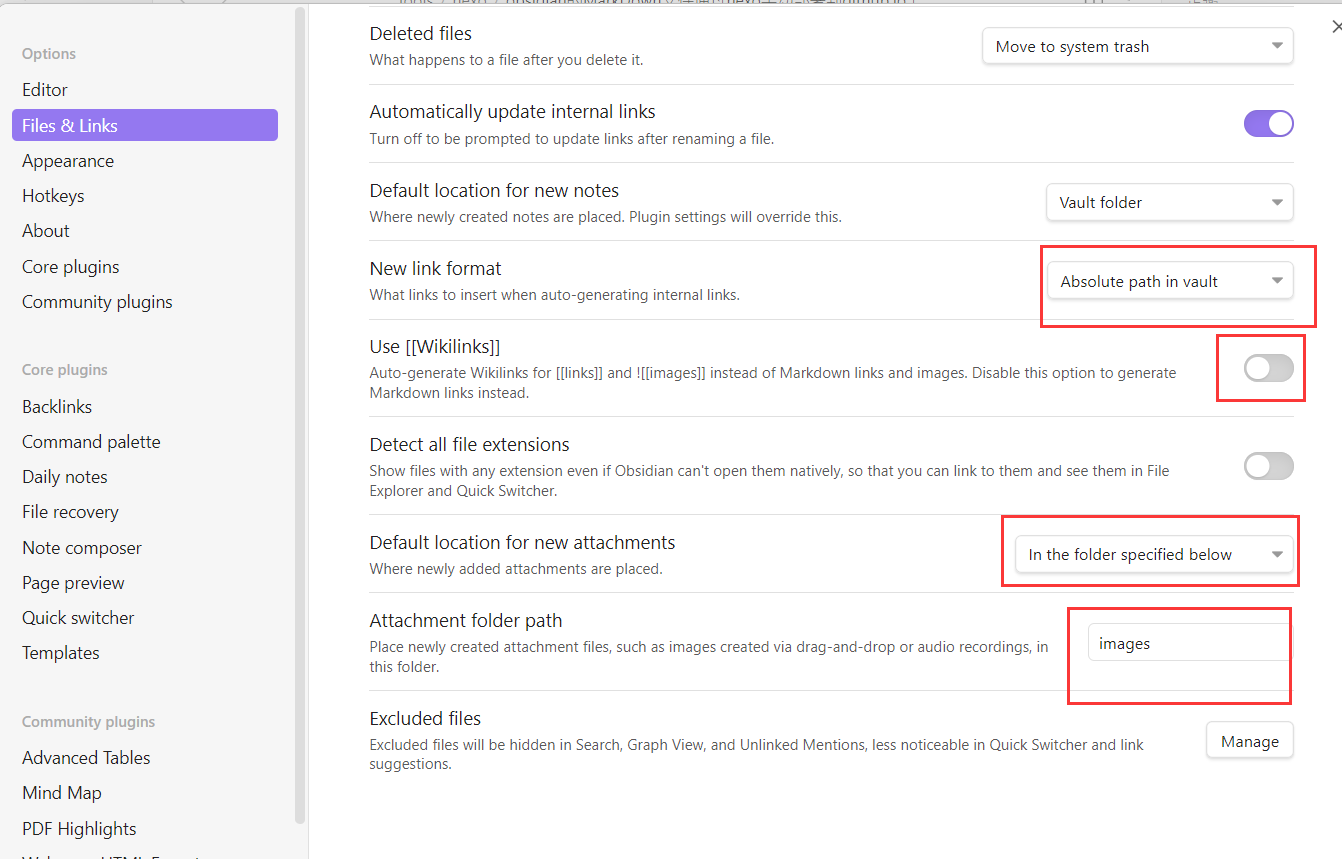 Options
Editor
Files & Links
Appearance
Hotkeys
About
Core plugins
Community plugins
Core plugins
Backlinks
Command palette
Daily notes
File recovery
Note composer
Page preview
Quick switcher
Templates
Community plugins
Advanced Tables
Mind Map
PDF Highlights
Deleted files
What happens to a file after you delete it.
Move to system trash
Automatically update internal links
Turn off to be prompted to update links after renaming a file.
Default location for new notes
Where newly created notes are placed. Plugin settings will override this.
Vault folder
New link format
What links to insert when auto-generating internal links.
Absolute path in vault
Use [[Wikilinks]]
Auto-generate Wikilinks for [[links]] and ![[images]] instead of Markdown links and images. Disable this option to generate
Markdown links instead.
Detect all file extensions
Show files with any extension even if Obsidian can't open them natively, so that you can link to them and see them in File
Explorer and Quick Switcher.
Default location for new attachments
Where newly added attachments are placed.
In the folder specified below
Attachment folder path
Place newly created attachment files, such as images created via drag-and-drop or audio recordings, in
this folder.
images
Excluded files
Excluded files will be hidden in Search, Graph View, and Unlinked Mentions, less noticeable in Quick Switcher and link
suggestions.
Manage